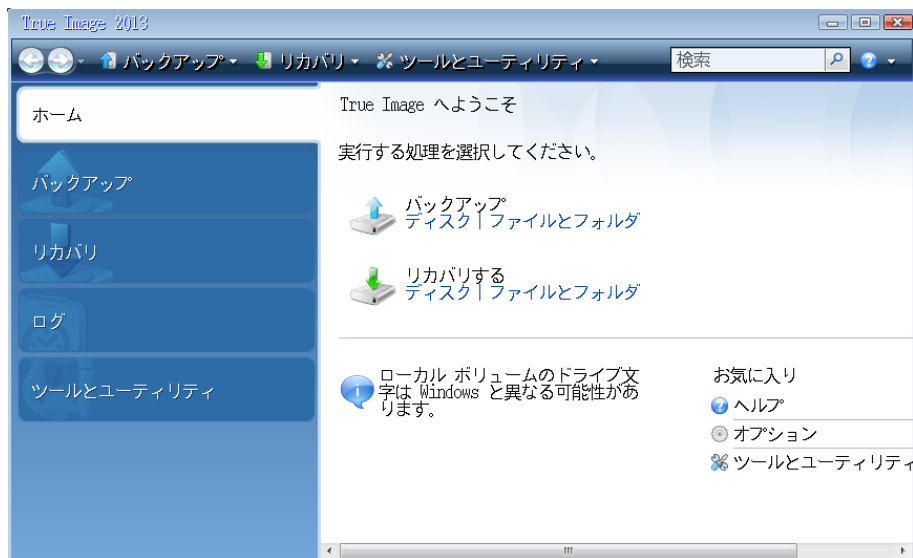 True Image 2013
バックアップ リカバリ ツールとユーティリティ 検索
ホーム
バックアップ
リカバリ
ログ
ツールとユーティリティ
True Image へようこそ
実行する処理を選択してください。
バックアップ
ディスク | ファイルとフォルダ
リカバリする
ディスク | ファイルとフォルダ
ローカル ボリュームのドライブ文
字は Windows と異なる可能性があ
ります。
お気に入り
ヘルプ
オプション
ツールとユーティリティ